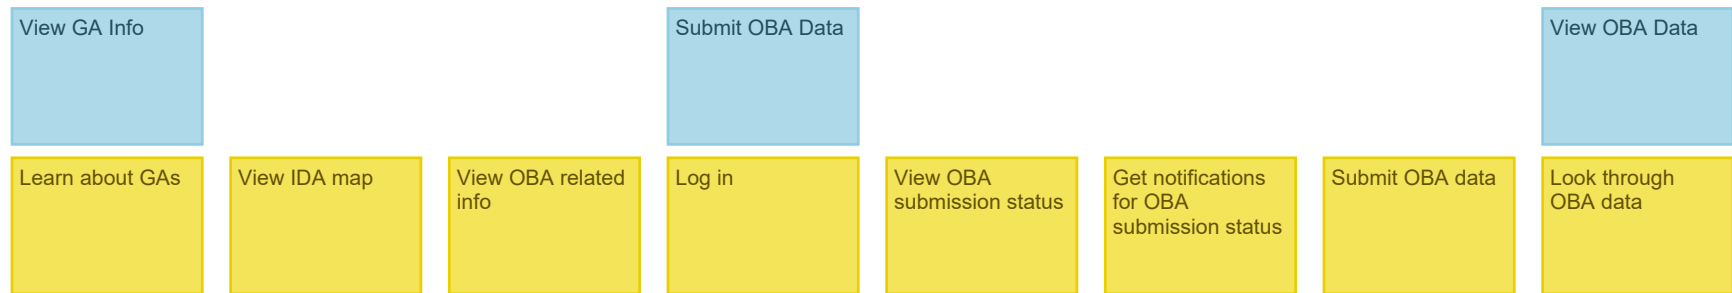 View GA Info
Submit OBA Data
View OBA Data
Learn about GAs
View IDA map
View OBA related
info
Log in
View OBA
submission status
Get notifications
for OBA
submission status
Submit OBA data
Look through
OBA data